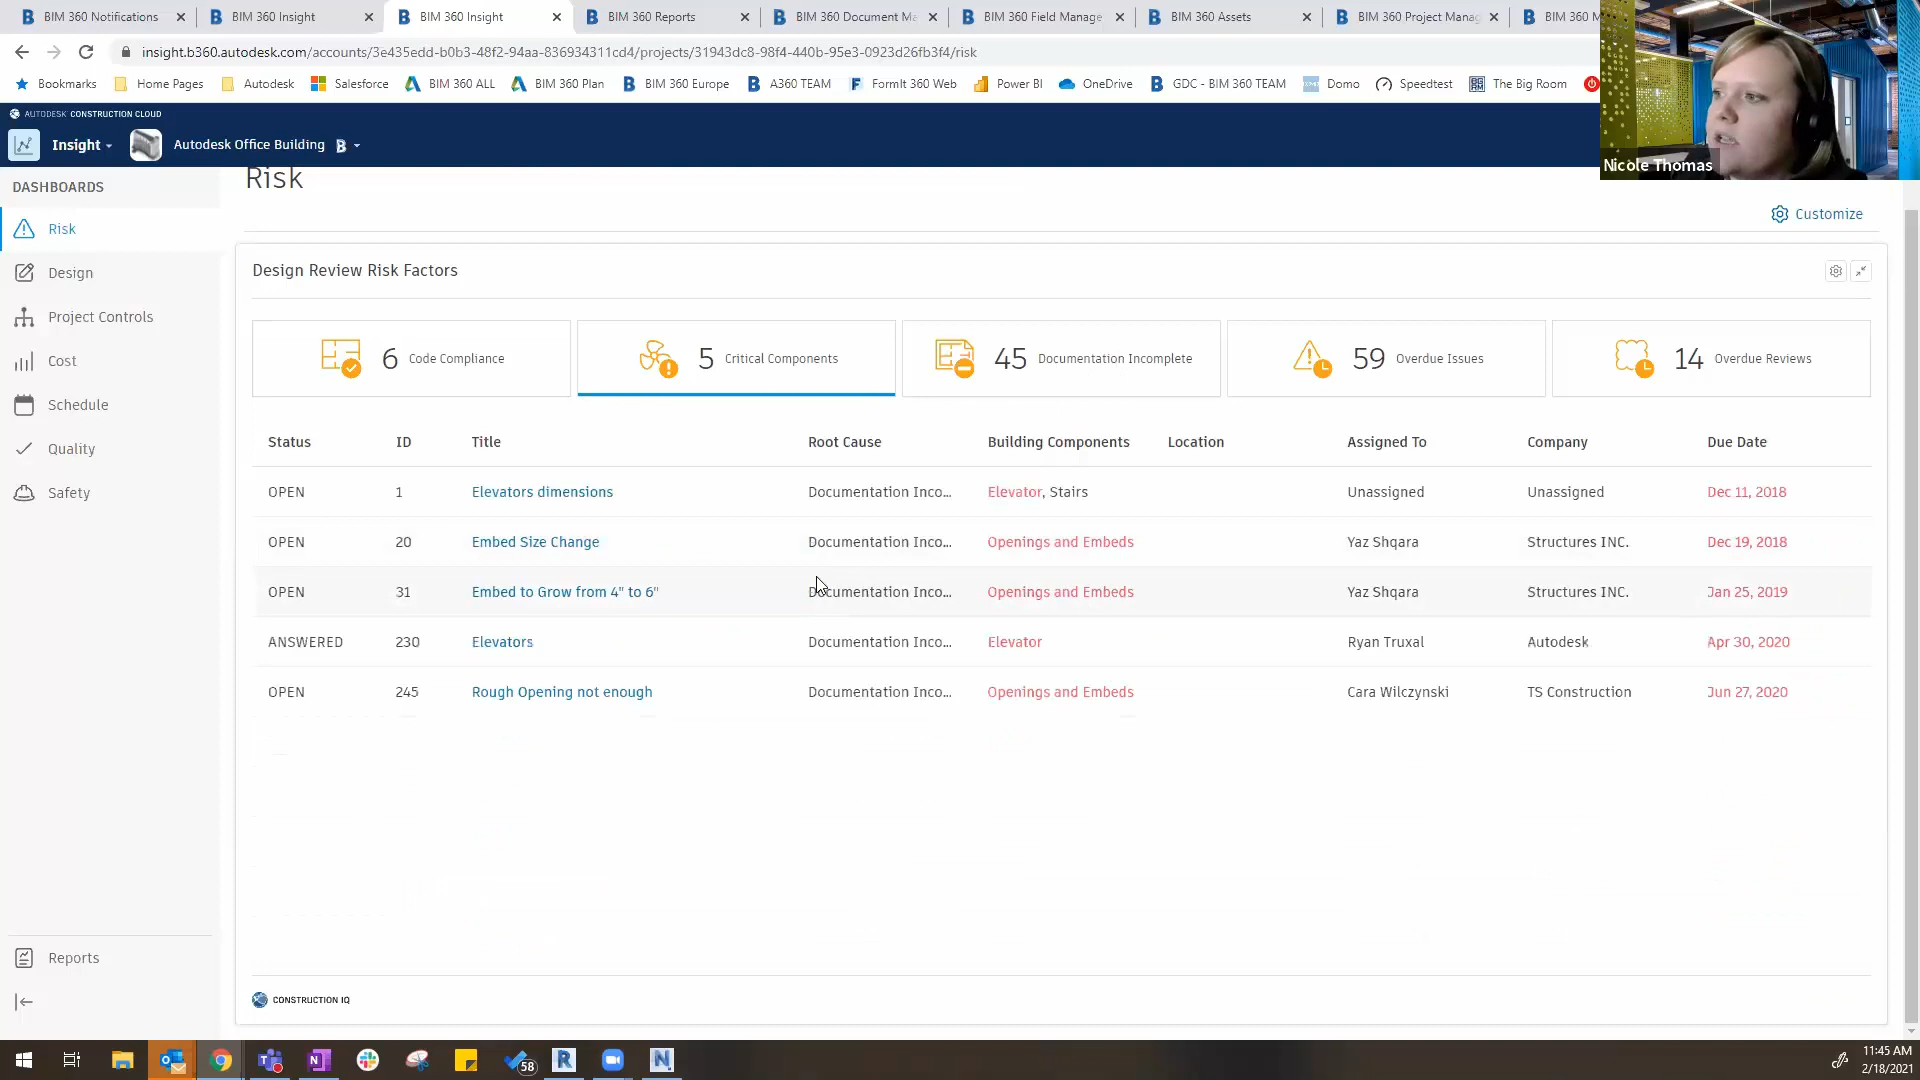 BIM 360 Notifications
BIM 360 Insight
BIM 360 Insight
BIM 360 Reports
BIM 360 Document Ma
BIM 360 Field Manage
BIM 360 Assets
BIM 360 Project Manag
BIM 360 M
insight.b360.autodesk.com/accounts/3e435edd-b0b3-48f2-94aa-836934311cd4/projects/31943dc8-98f4-440b-95e3-0923d26fb3f4/risk
Bookmarks
Home Pages
Autodesk
Salesforce
BIM 360 ALL
BIM 360 Plan
BIM 360 Europe
A360 TEAM
FormIt 360 Web
Power BI
OneDrive
GDC - BIM 360 TEAM
Domo
Speedtest
The Big Room
Nicole Thomas
AUTODESK CONSTRUCTION CLOUD
Insight
Autodesk Office Building
DASHBOARDS
Risk
Design
Project Controls
Cost
Schedule
Quality
Safety
Reports
Risk
Customize
Design Review Risk Factors
6 Code Compliance
5 Critical Components
45 Documentation Incomplete
59 Overdue Issues
14 Overdue Reviews
Status ID Title Root Cause Building Components Location Assigned To Company Due Date
OPEN 1 Elevators dimensions Documentation Inco... Elevator, Stairs Unassigned Unassigned Dec 11, 2018
OPEN 20 Embed Size Change Documentation Inco... Openings and Embeds Yaz Shqara Structures INC. Dec 19, 2018
OPEN 31 Embed to Grow from 4" to 6" Documentation Inco... Openings and Embeds Yaz Shqara Structures INC. Jan 25, 2019
ANSWERED 230 Elevators Documentation Inco... Elevator Ryan Truxal Autodesk Apr 30, 2020
OPEN 245 Rough Opening not enough Documentation Inco... Openings and Embeds Cara Wilczynski TS Construction Jun 27, 2020
CONSTRUCTION IQ
58
11:45 AM
2/18/2021